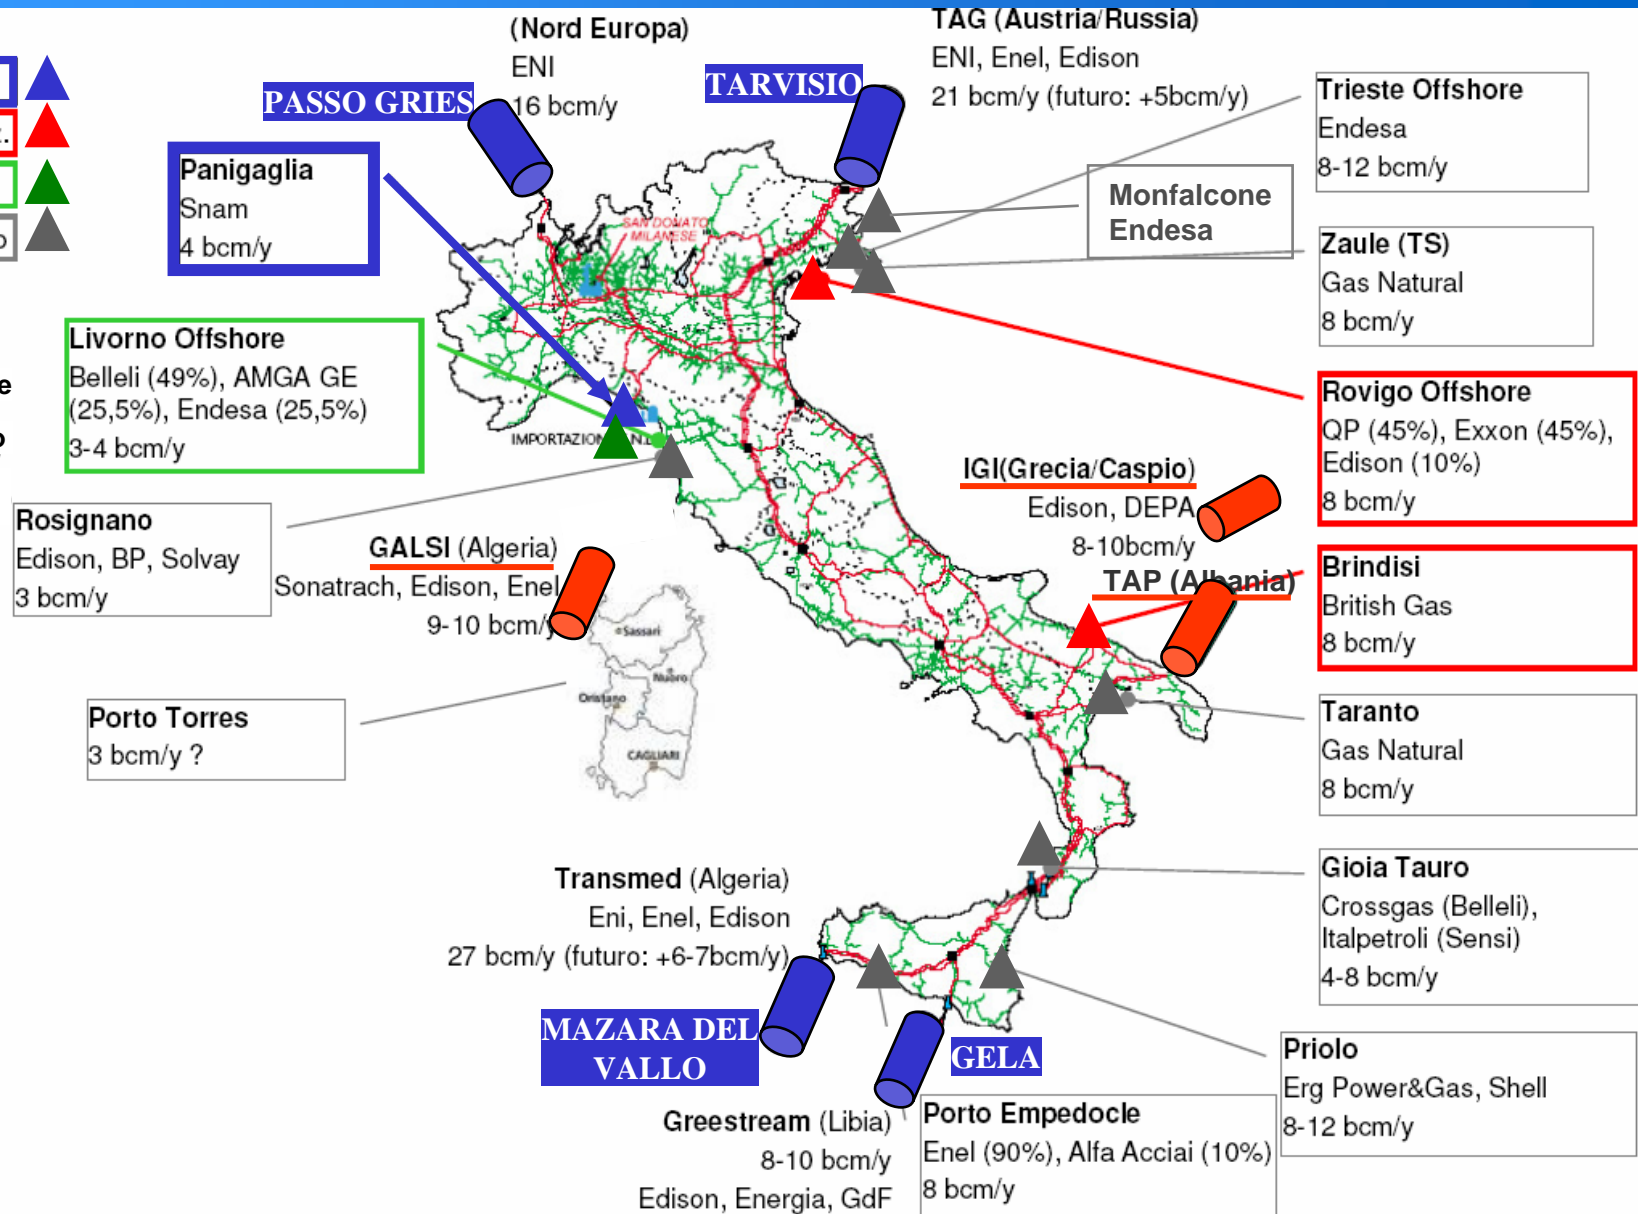 (Nord Europa)
ENI
16 bcm/y
TAG (Austria/Russia)
ENI, Enel, Edison
21 bcm/y (futuro: +5bcm/y)
PASSO GRIES
TARVISIO
Trieste Offshore
Endesa
8-12 bcm/y
Panigaglia
Snam
4 bcm/y
Monfalcone
Endesa
SAN DONATO
MILANESE
Zaule (TS)
Gas Natural
8 bcm/y
Livorno Offshore
Belleli (49%), AMGA GE
(25,5%), Endesa (25,5%)
3-4 bcm/y
Rovigo Offshore
QP (45%), Exxon (45%),
Edison (10%)
8 bcm/y
IGI(Grecia/Caspio)
Edison, DEPA
8-10bcm/y
Rosignano
Edison, BP, Solvay
3 bcm/y
GALSI (Algeria)
Sonatrach, Edison, Enel
9-10 bcm/y
TAP (Albania)
Brindisi
British Gas
8 bcm/y
Sassari
Nuoro
Oristano
CAGLIARI
Porto Torres
3 bcm/y ?
Taranto
Gas Natural
8 bcm/y
Transmed (Algeria)
Eni, Enel, Edison
27 bcm/y (futuro: +6-7bcm/y)
Gioia Tauro
Crossgas (Belleli),
Italpetroli (Sensi)
4-8 bcm/y
MAZARA DEL
VALLO
GELA
Priolo
Erg Power&Gas, Shell
8-12 bcm/y
Greestream (Libia)
8-10 bcm/y
Edison, Energia, GdF
Porto Empedocle
Enel (90%), Alfa Acciai (10%)
8 bcm/y